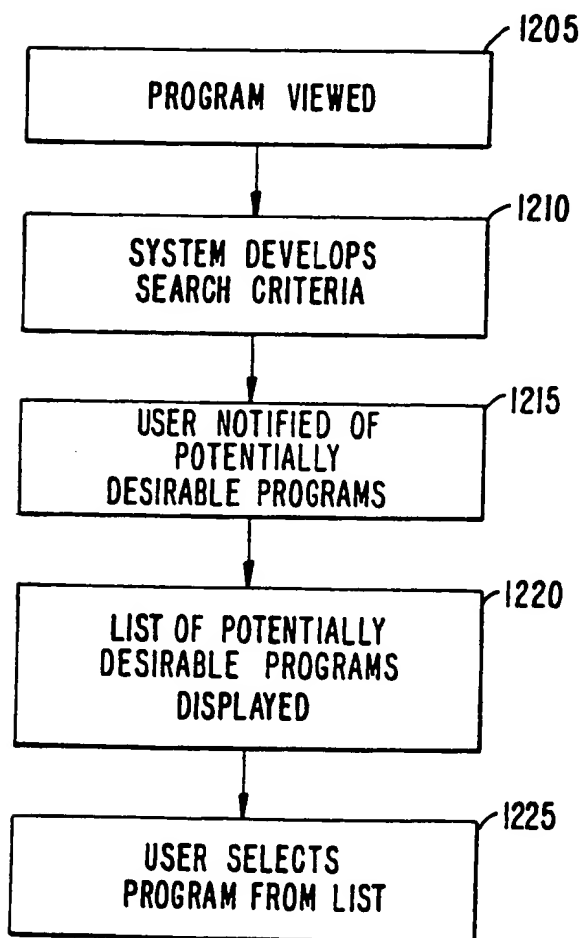 1205
PROGRAM VIEWED
1210
SYSTEM DEVELOPS
SEARCH CRITERIA
1215
USER NOTIFIED OF
POTENTIALLY
DESIRABLE PROGRAMS
1220
LIST OF POTENTIALLY
DESIRABLE PROGRAMS
DISPLAYED
1225
USER SELECTS
PROGRAM FROM LIST